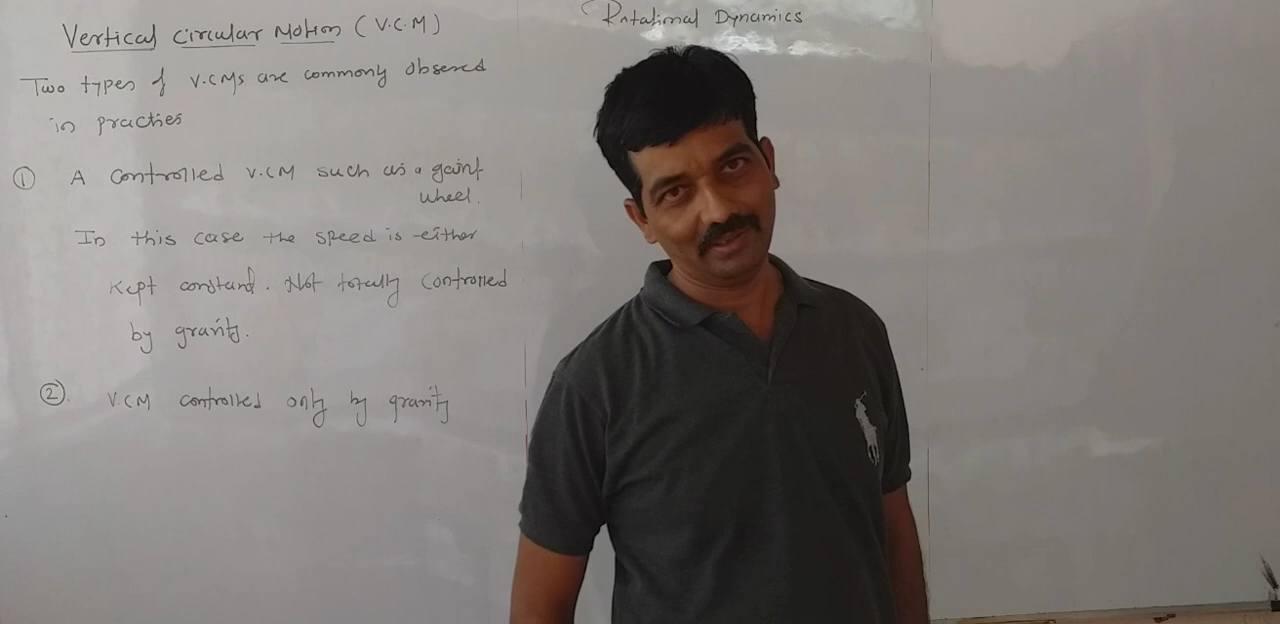 Vertical Circular Motion (V.C.M)
Rotational Dynamics
Two types of V.CMs are commonly observed
in practies
① A controlled V.CM such as a gaint
wheel.
In this case the speed is either
kept constand. Not totally controlled
by gravity.
②. V.CM controlled only by gravity